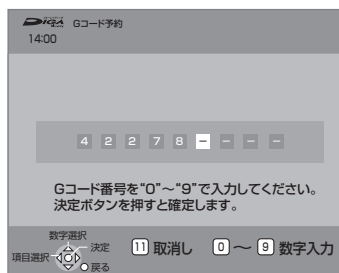 DIGA Gコード予約
14:00
4 2 2 7 8 – – – –
Gコード番号を“0”～“9”で入力してください。
決定ボタンを押すと確定します。
数字選択
項目選択 決定 戻る 11 取消し 0 ～ 9 数字入力